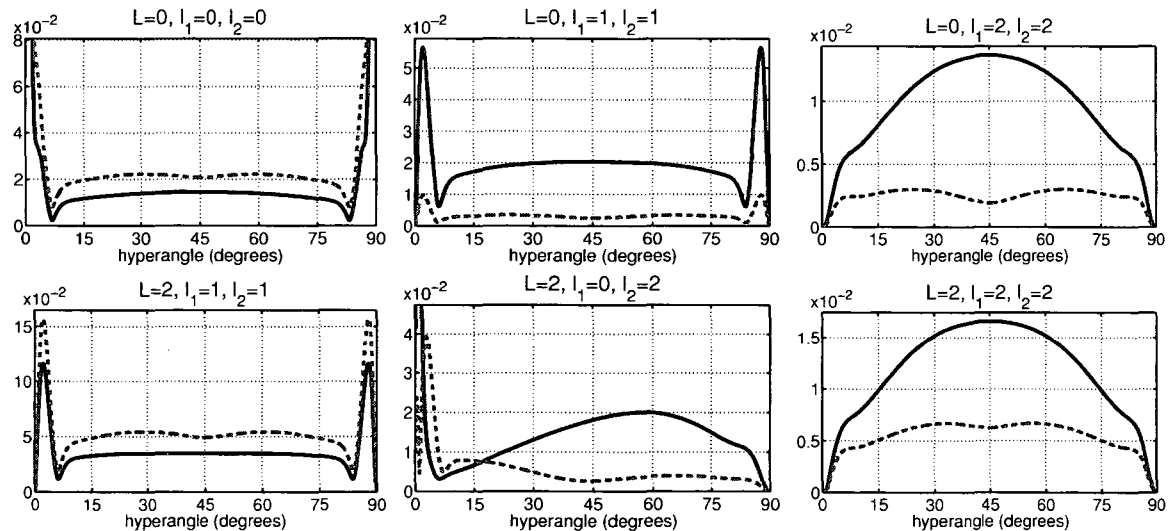 x10⁻² L=0, l₁=0, l₂=0
8
6
4
2
0
0 15 30 45 60 75 90
hyperangle (degrees)
x10⁻² L=0, l₁=1, l₂=1
5
4
3
2
1
0
0 15 30 45 60 75 90
hyperangle (degrees)
L=0, l₁=2, l₂=2
x10⁻²
1
0.5
0
0 15 30 45 60 75 90
hyperangle (degrees)
x10⁻² L=2, l₁=1, l₂=1
15
10
5
0
0 15 30 45 60 75 90
hyperangle (degrees)
L=2, l₁=0, l₂=2
x10⁻²
4
3
2
1
0
0 15 30 45 60 75 90
hyperangle (degrees)
x10⁻² L=2, l₁=2, l₂=2
1.5
1
0.5
0
0 15 30 45 60 75 90
hyperangle (degrees)